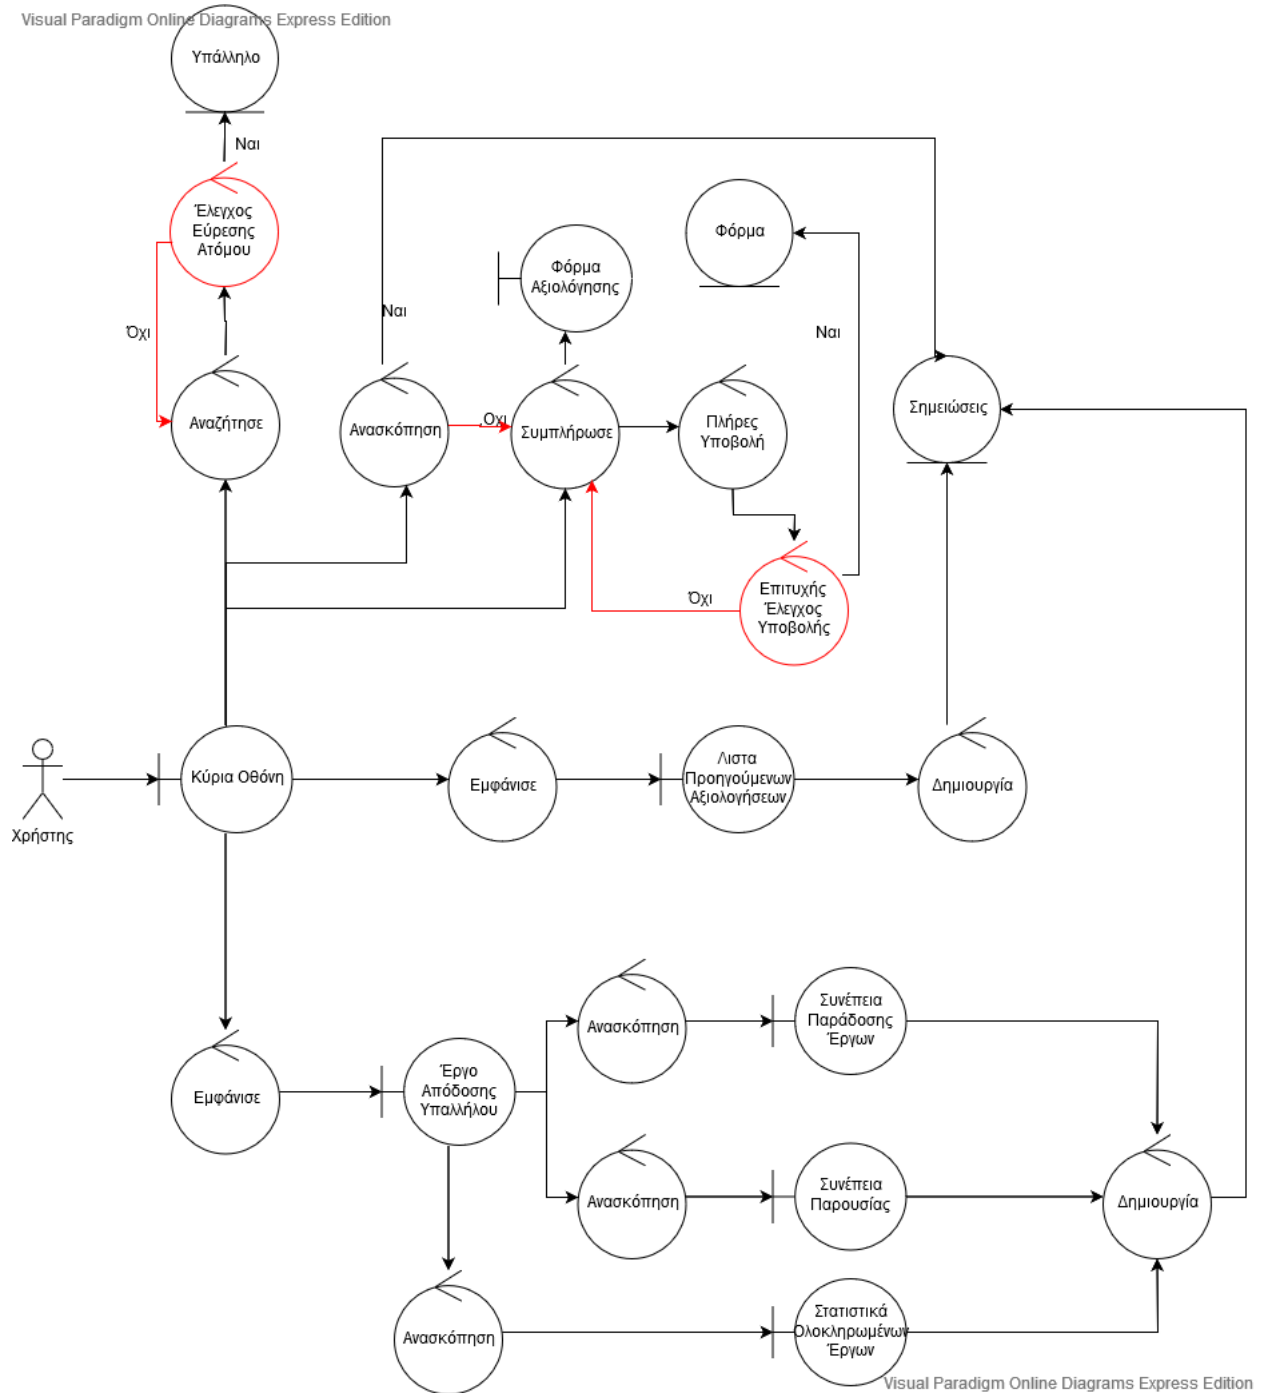 Visual Paradigm Online Diagrams Express Edition
Υπάλληλο
Ναι
Έλεγχος
Εύρεσης
Ατόμου
Φόρμα
Φόρμα
Αξιολόγησης
Ναι
Όχι
Ναι
Αναζήτησε
Ανασκόπηση
Οχι
Συμπλήρωσε
Πλήρες
Υποβολή
Σημειώσεις
Επιτυχής
Έλεγχος
Υποβολής
Όχι
Χρήστης
Κύρια Οθόνη
Εμφάνισε
Λιστα
Προηγούμενων
Αξιολογήσεων
Δημιουργία
Εμφάνισε
Έργο
Απόδοσης
Υπαλλήλου
Ανασκόπηση
Συνέπεια
Παράδοσης
Έργων
Ανασκόπηση
Συνέπεια
Παρουσίας
Δημιουργία
Ανασκόπηση
Στατιστικά
Ολοκληρωμένων
Έργων
Visual Paradigm Online Diagrams Express Edition